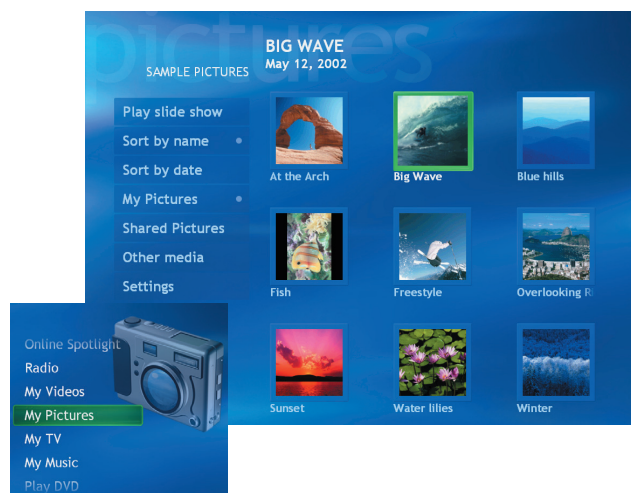 pictures
BIG WAVE
May 12, 2002
SAMPLE PICTURES
Play slide show
Sort by name
Sort by date
My Pictures
Shared Pictures
Other media
Settings
At the Arch
Big Wave
Blue hills
Fish
Freestyle
Overlooking Ri
Sunset
Water lilies
Winter
Online Spotlight
Radio
My Videos
My Pictures
My TV
My Music
Play DVD